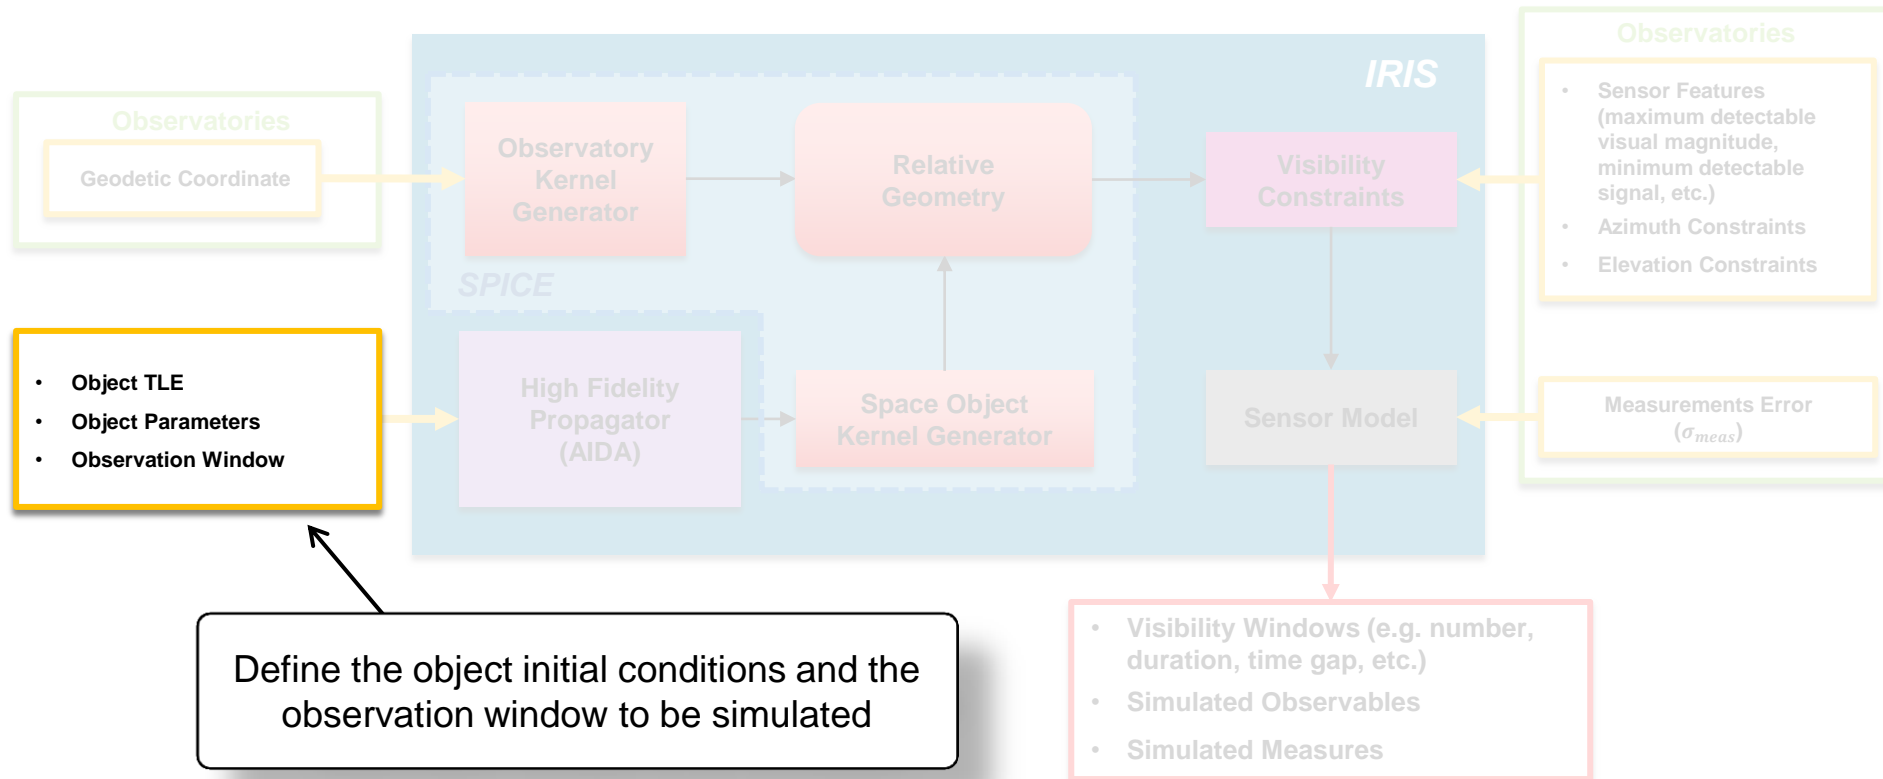 Observatories
Geodetic Coordinate
• Object TLE
• Object Parameters
• Observation Window
Define the object initial conditions and the
observation window to be simulated
IRIS
SPICE
Observatory
Kernel
Generator
Relative
Geometry
High Fidelity
Propagator
(AIDA)
Space Object
Kernel Generator
Visibility
Constraints
Sensor Model
Observatories
• Sensor Features
(maximum detectable
visual magnitude,
minimum detectable
signal, etc.)
• Azimuth Constraints
• Elevation Constraints
Measurements Error
(σmeas)
• Visibility Windows (e.g. number,
duration, time gap, etc.)
• Simulated Observables
• Simulated Measures